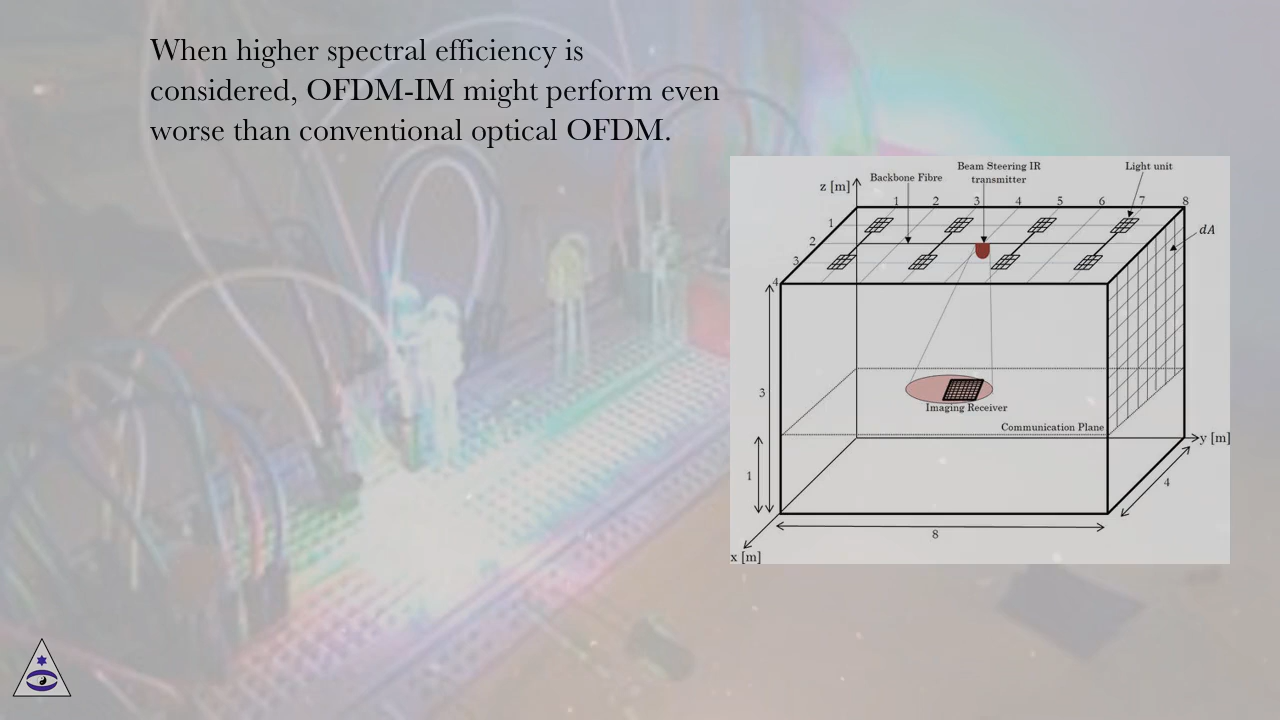 When higher spectral efficiency is
considered, OFDM-IM might perform even
worse than conventional optical OFDM.
Beam Steering IR
transmitter
Light unit
Backbone Fibre
z [m]
1 2 3 4 5 6 7 8
1
2
3
4
dA
3
Imaging Receiver
Communication Plane
y [m]
1
4
8
x [m]